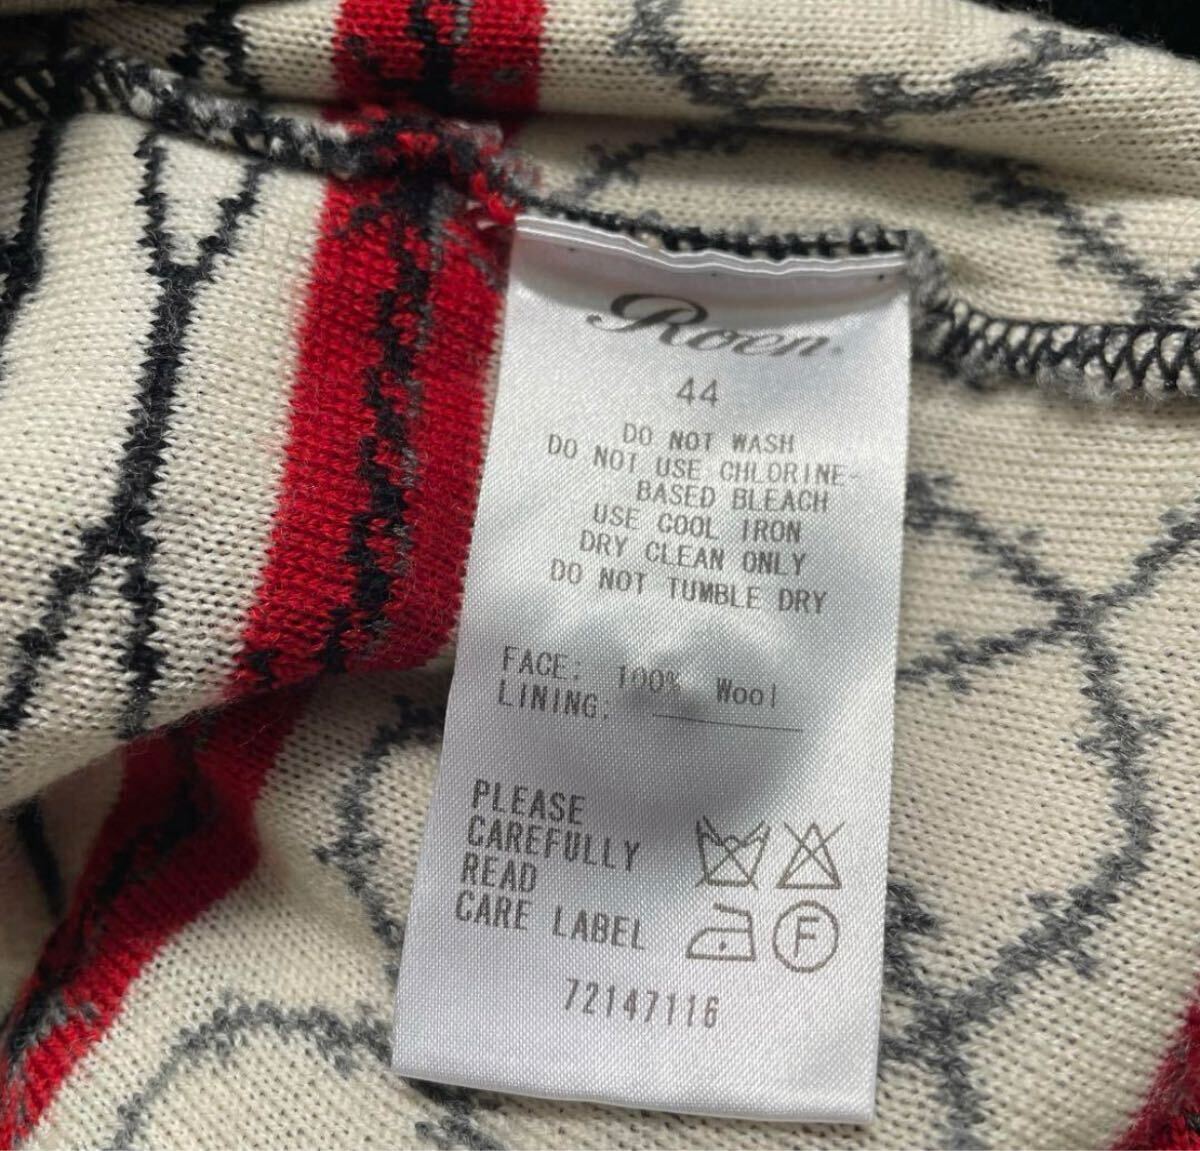 Roen.
44
DO NOT WASH
DO NOT USE CHLORINE-
BASED BLEACH
USE COOL IRON
DRY CLEAN ONLY
DO NOT TUMBLE DRY
FACE: 100% Wool
LINING:
PLEASE
CAREFULLY
READ
CARE LABEL
F
72147116